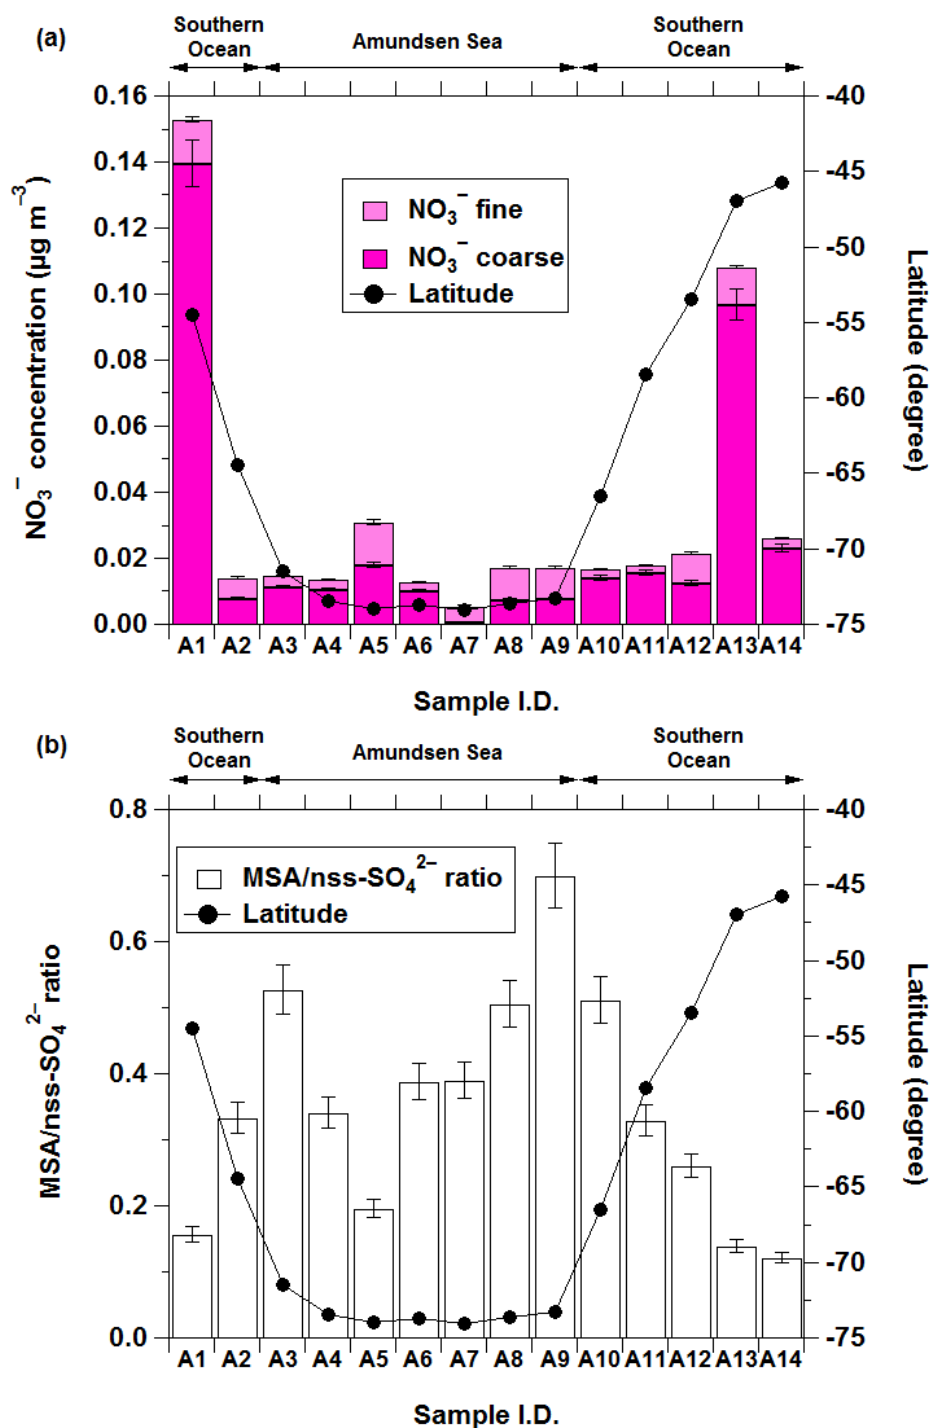 (a)
Southern
Ocean
Amundsen Sea
Southern
Ocean
0.16
0.14
0.12
0.10
0.08
0.06
0.04
0.02
0.00
NO₃⁻ concentration (µg m⁻³)
NO₃⁻ fine
NO₃⁻ coarse
Latitude
-40
-45
-50
-55
-60
-65
-70
-75
Latitude (degree)
A1 A2 A3 A4 A5 A6 A7 A8 A9 A10 A11 A12 A13 A14
Sample I.D.
(b)
Southern
Ocean
Amundsen Sea
Southern
Ocean
0.8
0.6
0.4
0.2
0.0
MSA/nss-SO₄²⁻ ratio
MSA/nss-SO₄²⁻ ratio
Latitude
-40
-45
-50
-55
-60
-65
-70
-75
Latitude (degree)
A1 A2 A3 A4 A5 A6 A7 A8 A9 A10 A11 A12 A13 A14
Sample I.D.